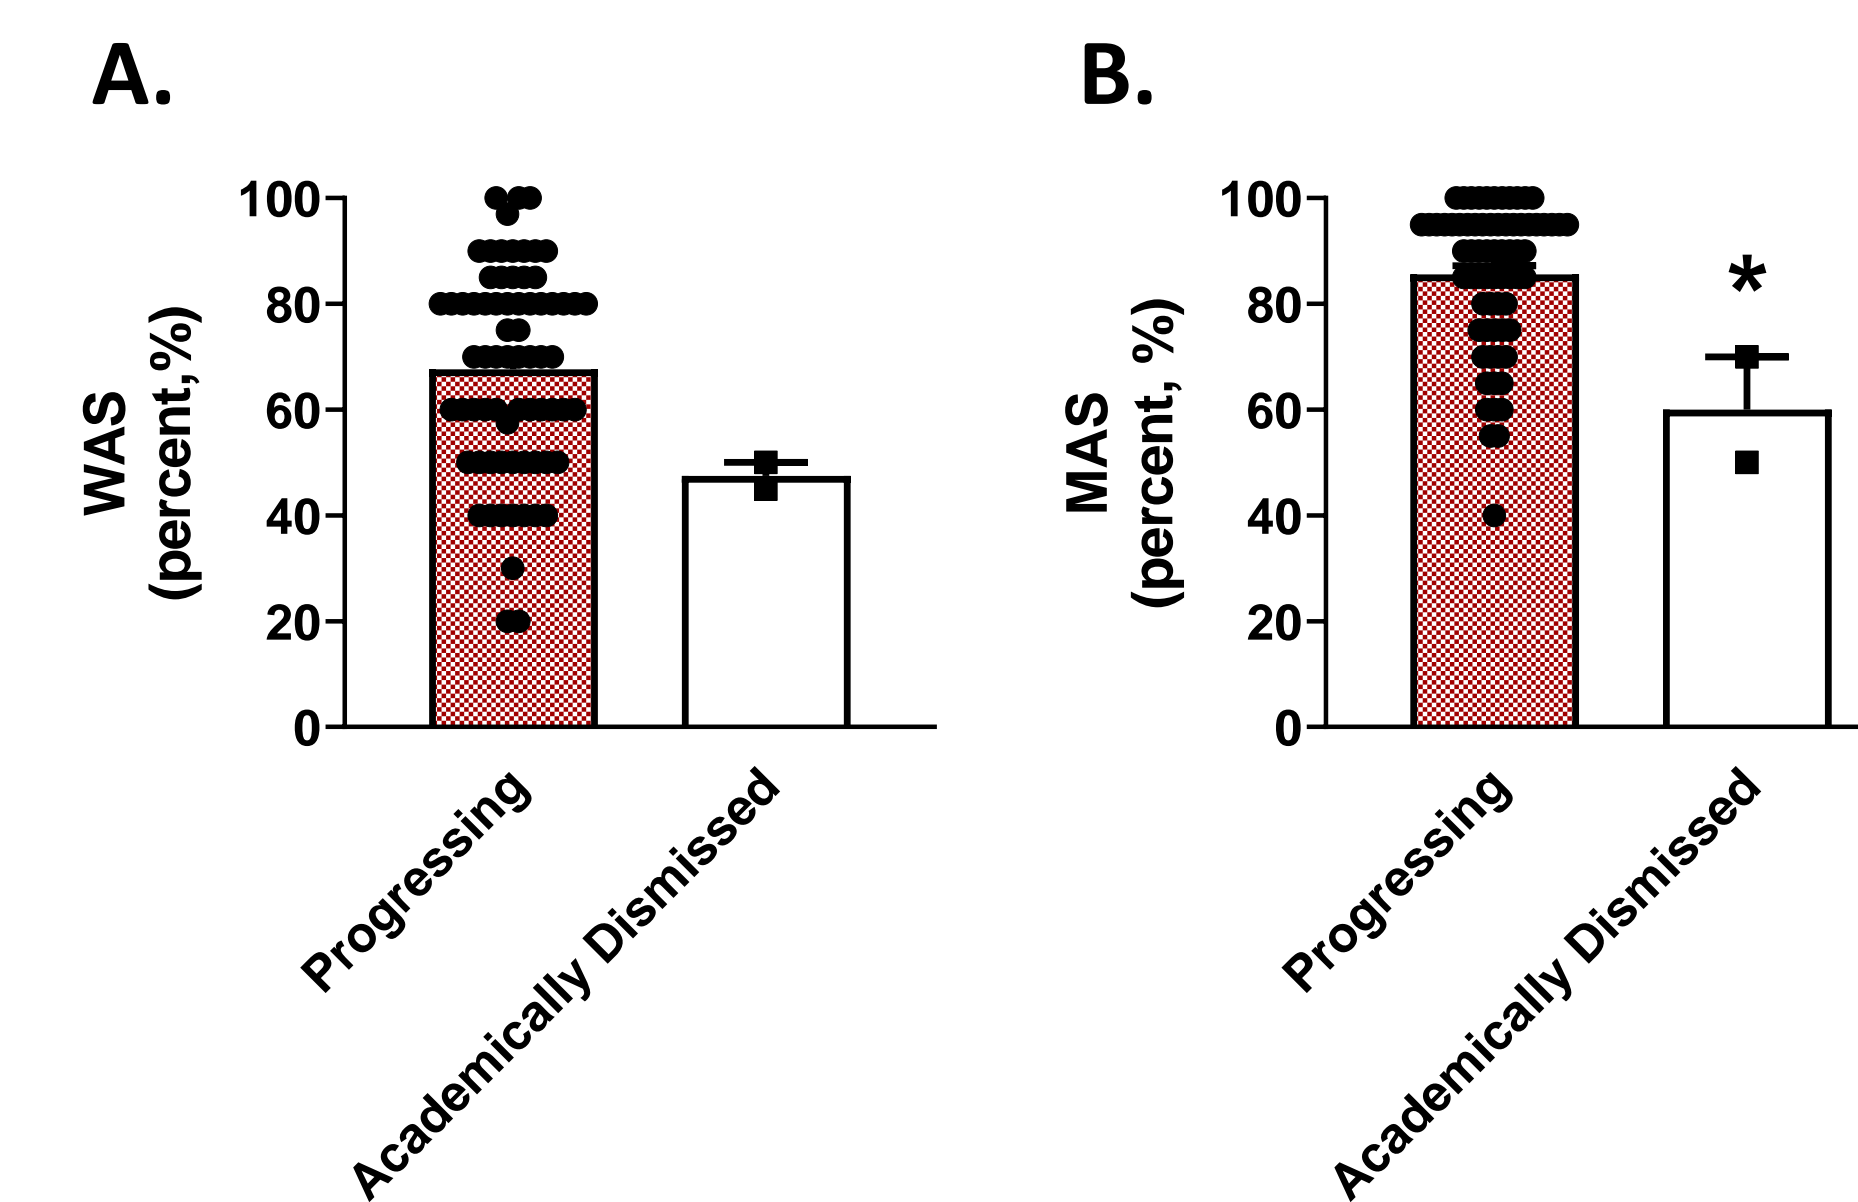 A.
WAS
(percent,%)
100
80
60
40
20
0
Progressing
Academically Dismissed
B.
MAS
(percent, %)
100
80
60
40
20
0
*
Progressing
Academically Dismissed